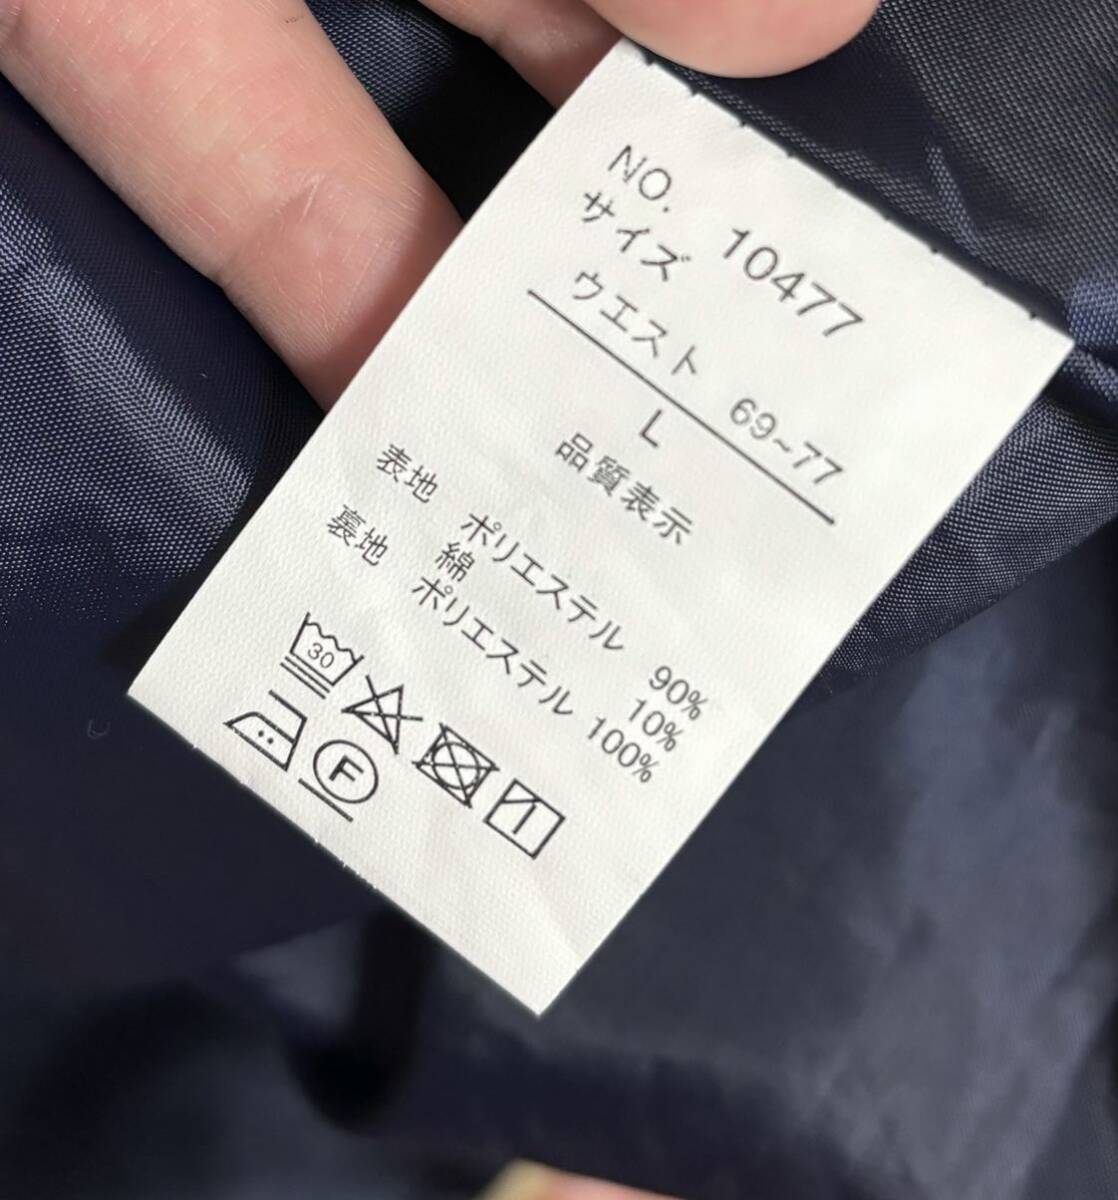 NO. 10477
サイズ
ウエスト 69~77
L
品質表示
表地 ポリエステル 90%
綿 10%
裏地 ポリエステル 100%
30
F